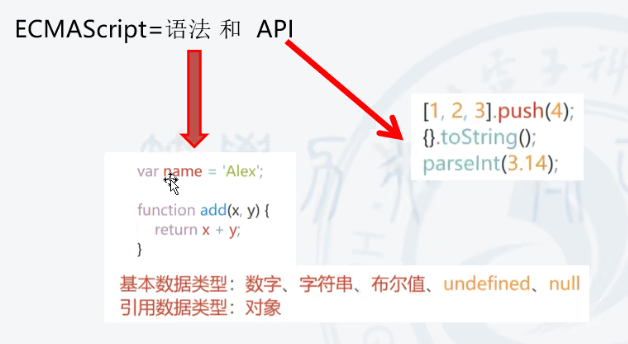 ECMAScript=语法 和 API
[1, 2, 3].push(4);
{}.toString();
parseInt(3.14);
var name = 'Alex';
function add(x, y) {
return x + y;
}
基本数据类型：数字、字符串、布尔值、undefined、null
引用数据类型：对象